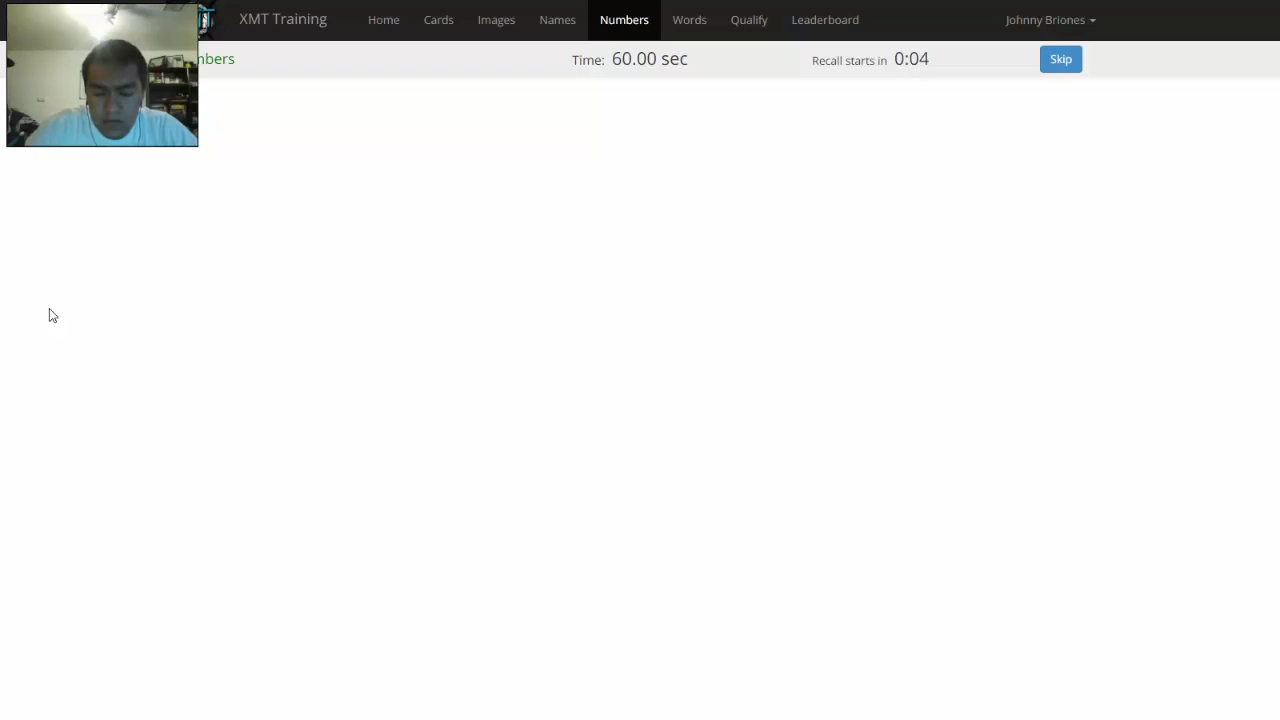 XMT Training Home Cards Images Names Numbers Words Qualify Leaderboard Johnny Briones
mbers Time: 60.00 sec Recall starts in 0:04 Skip